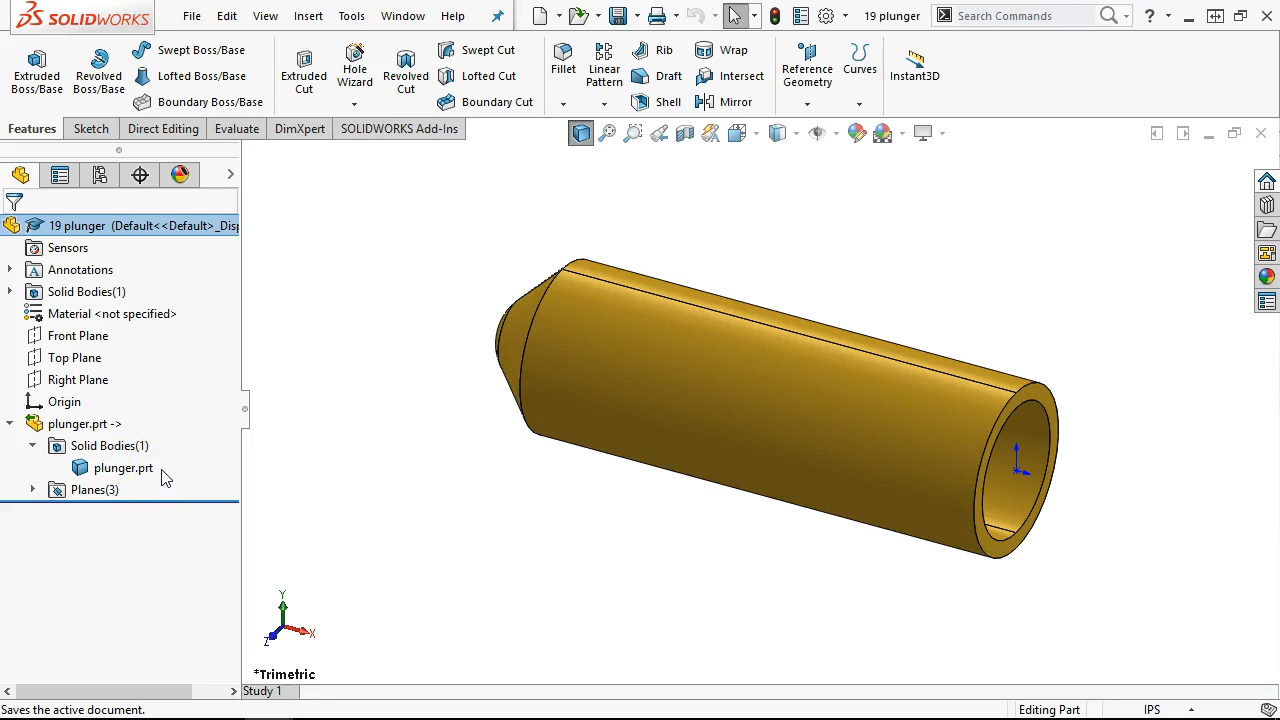 SOLIDWORKS File Edit View Insert Tools Window Help 19 plunger Search Commands ?
Extruded Boss/Base
Revolved Boss/Base
Swept Boss/Base
Lofted Boss/Base
Boundary Boss/Base
Extruded Cut
Hole Wizard
Revolved Cut
Swept Cut
Lofted Cut
Boundary Cut
Fillet
Linear Pattern
Rib
Draft
Shell
Wrap
Intersect
Mirror
Reference Geometry
Curves
Instant3D
Features Sketch Direct Editing Evaluate DimXpert SOLIDWORKS Add-Ins
19 plunger (Default<<Default>_Disp
Sensors
Annotations
Solid Bodies(1)
Material <not specified>
Front Plane
Top Plane
Right Plane
Origin
plunger.prt ->
Solid Bodies(1)
plunger.prt
Planes(3)
Y
X
Z
*Trimetric
Study 1
Saves the active document. Editing Part IPS